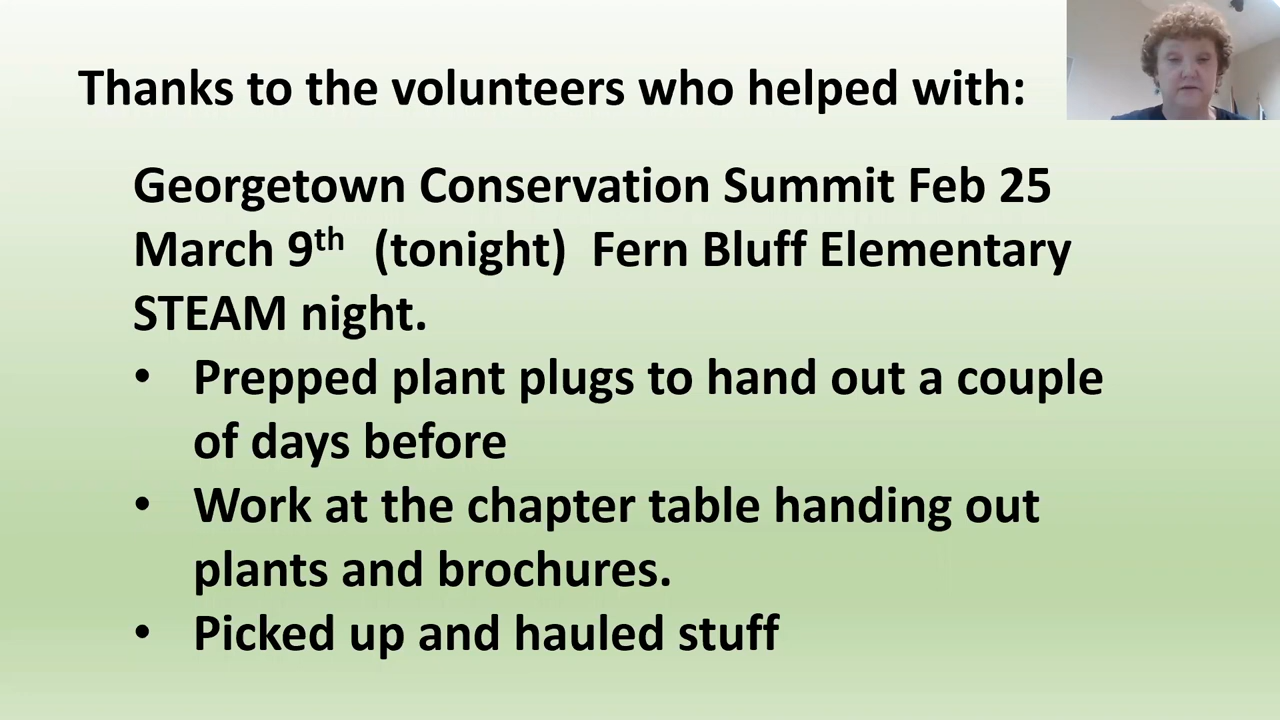 Thanks to the volunteers who helped with:
Georgetown Conservation Summit Feb 25
March 9th (tonight) Fern Bluff Elementary
STEAM night.
• Prepped plant plugs to hand out a couple
of days before
• Work at the chapter table handing out
plants and brochures.
• Picked up and hauled stuff